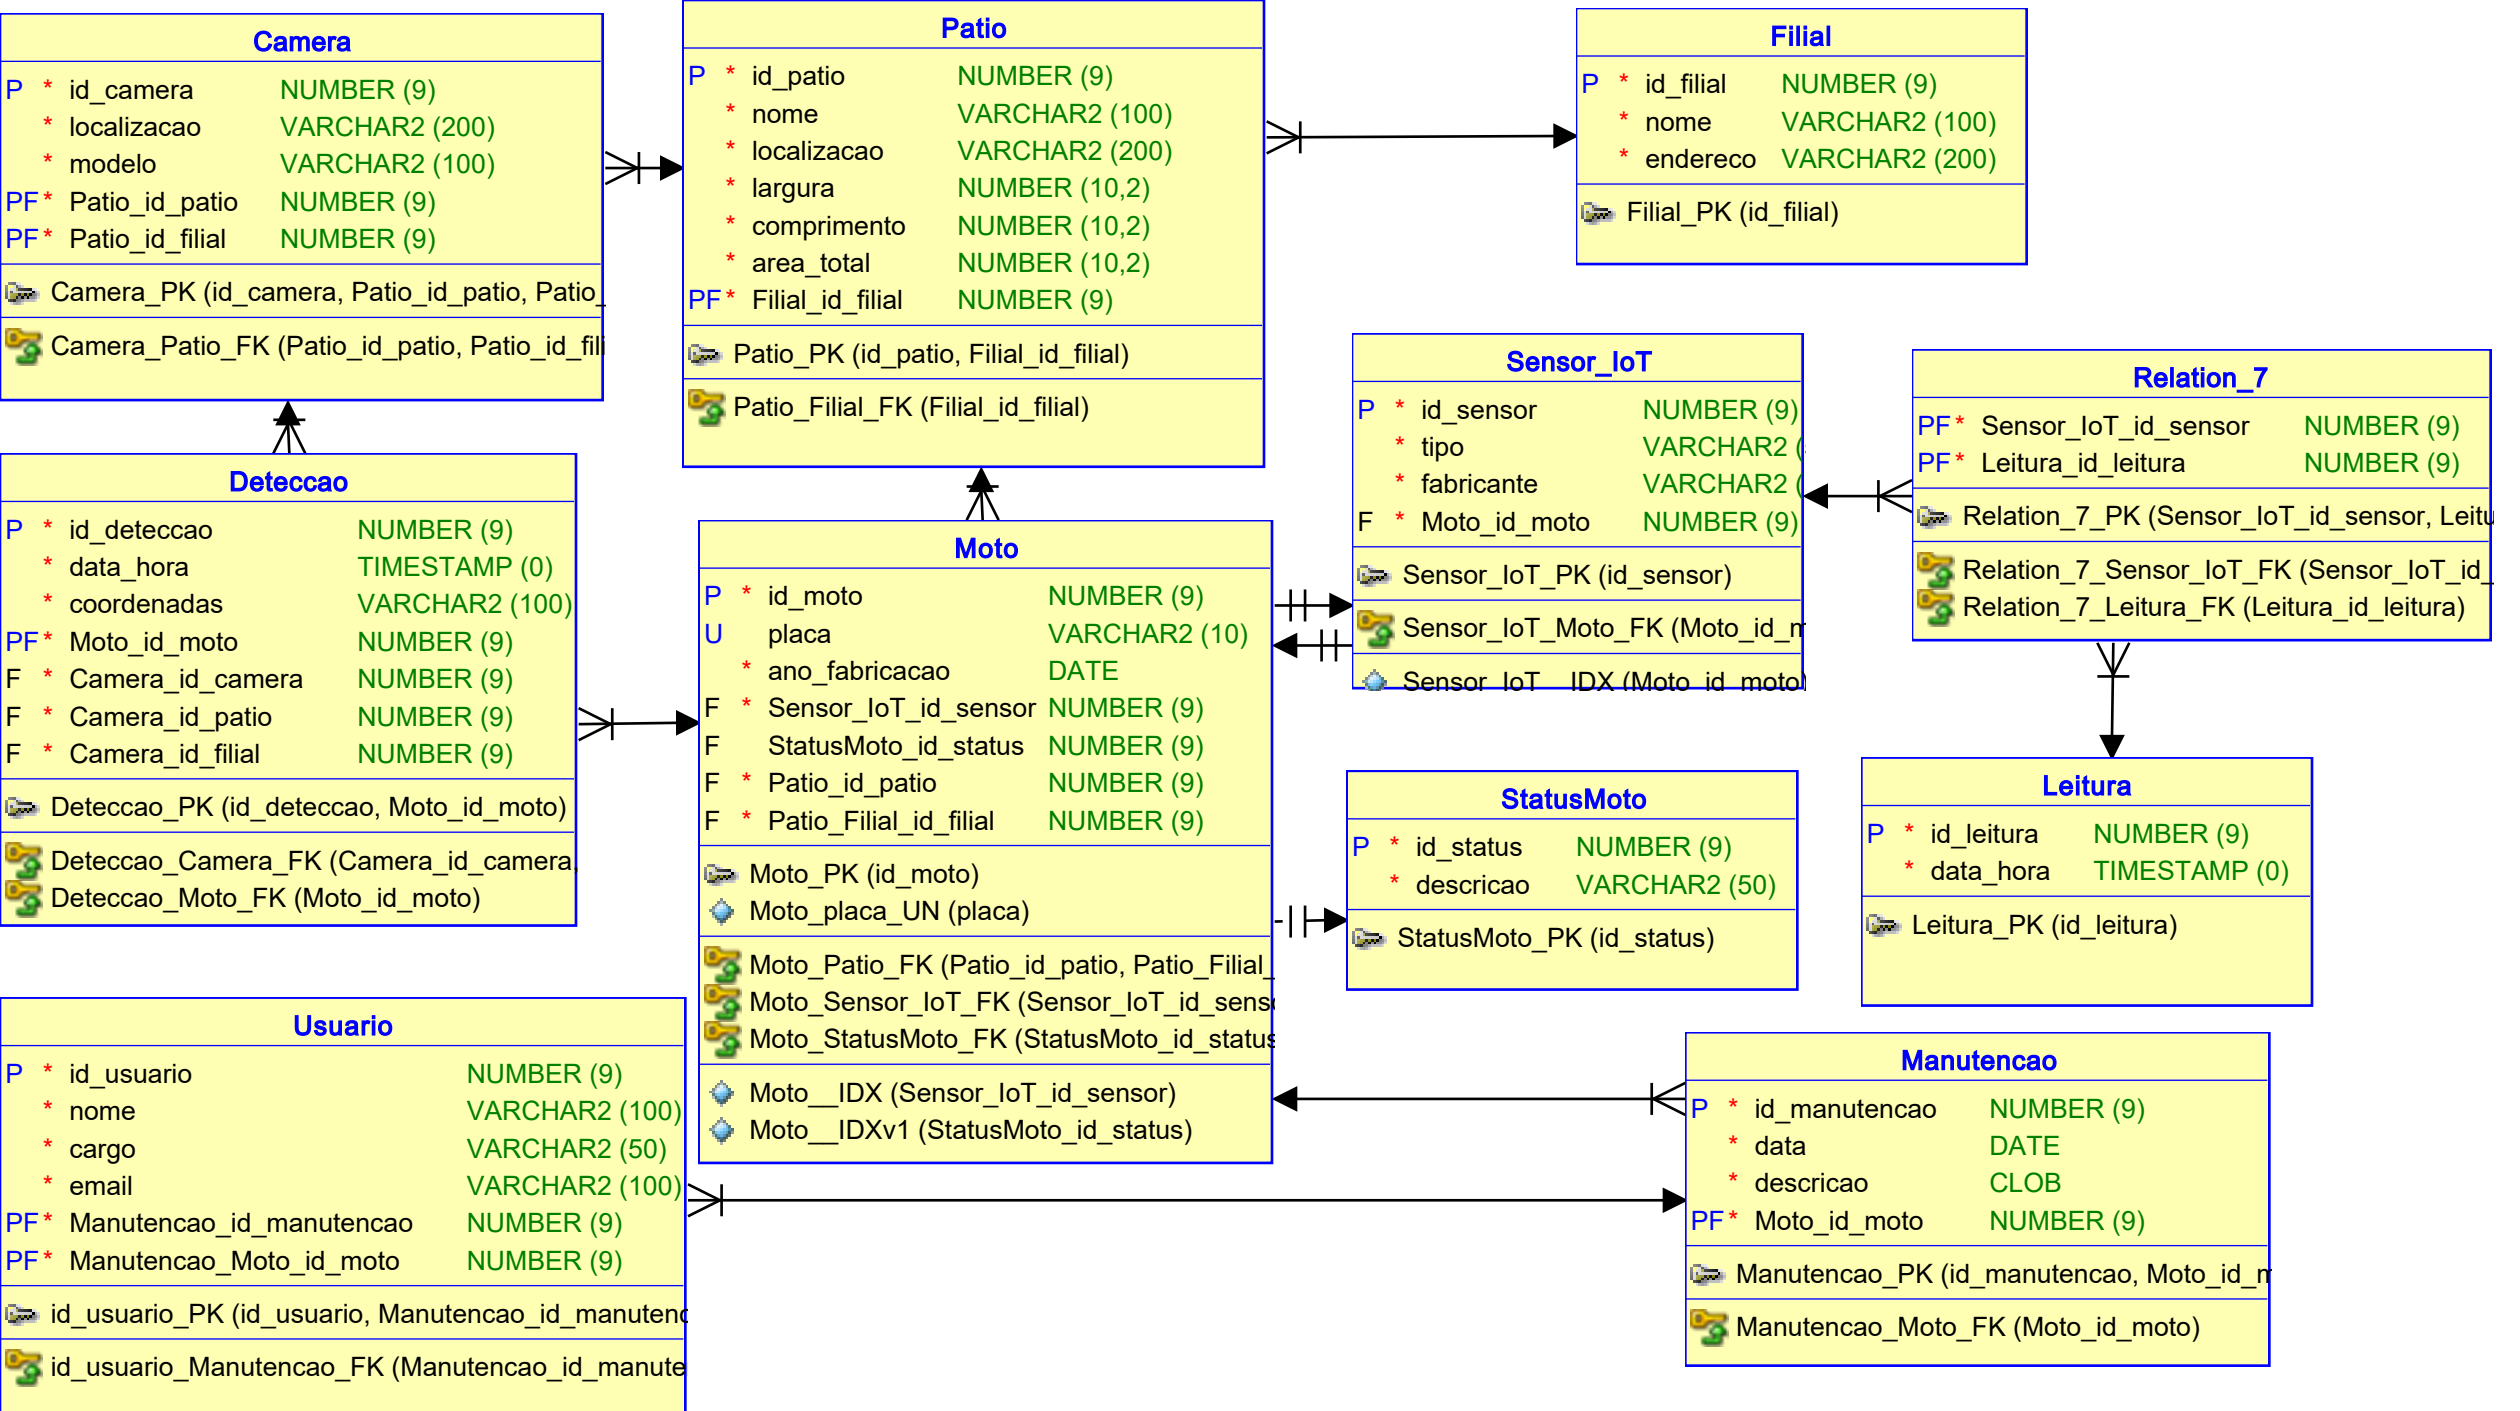 Camera
P * id_camera NUMBER (9)
* localizacao VARCHAR2 (200)
* modelo VARCHAR2 (100)
PF* Patio_id_patio NUMBER (9)
PF* Patio_id_filial NUMBER (9)
Camera_PK (id_camera, Patio_id_patio, Patio_
Camera_Patio_FK (Patio_id_patio, Patio_id_fili
Patio
P * id_patio NUMBER (9)
* nome VARCHAR2 (100)
* localizacao VARCHAR2 (200)
* largura NUMBER (10,2)
* comprimento NUMBER (10,2)
* area_total NUMBER (10,2)
PF* Filial_id_filial NUMBER (9)
Patio_PK (id_patio, Filial_id_filial)
Patio_Filial_FK (Filial_id_filial)
Filial
P * id_filial NUMBER (9)
* nome VARCHAR2 (100)
* endereco VARCHAR2 (200)
Filial_PK (id_filial)
Sensor_IoT
P * id_sensor NUMBER (9)
* tipo VARCHAR2 (
* fabricante VARCHAR2 (
F * Moto_id_moto NUMBER (9)
Sensor_IoT_PK (id_sensor)
Sensor_IoT_Moto_FK (Moto_id_m
Sensor_IoT__IDX (Moto_id_moto)
Relation_7
PF* Sensor_IoT_id_sensor NUMBER (9)
PF* Leitura_id_leitura NUMBER (9)
Relation_7_PK (Sensor_IoT_id_sensor, Leitu
Relation_7_Sensor_IoT_FK (Sensor_IoT_id_
Relation_7_Leitura_FK (Leitura_id_leitura)
Deteccao
P * id_deteccao NUMBER (9)
* data_hora TIMESTAMP (0)
* coordenadas VARCHAR2 (100)
PF* Moto_id_moto NUMBER (9)
F * Camera_id_camera NUMBER (9)
F * Camera_id_patio NUMBER (9)
F * Camera_id_filial NUMBER (9)
Deteccao_PK (id_deteccao, Moto_id_moto)
Deteccao_Camera_FK (Camera_id_camera,
Deteccao_Moto_FK (Moto_id_moto)
Moto
P * id_moto NUMBER (9)
U placa VARCHAR2 (10)
* ano_fabricacao DATE
F * Sensor_IoT_id_sensor NUMBER (9)
F StatusMoto_id_status NUMBER (9)
F * Patio_id_patio NUMBER (9)
F * Patio_Filial_id_filial NUMBER (9)
Moto_PK (id_moto)
Moto_placa_UN (placa)
Moto_Patio_FK (Patio_id_patio, Patio_Filial_
Moto_Sensor_IoT_FK (Sensor_IoT_id_senso
Moto_StatusMoto_FK (StatusMoto_id_status
Moto__IDX (Sensor_IoT_id_sensor)
Moto__IDXv1 (StatusMoto_id_status)
StatusMoto
P * id_status NUMBER (9)
* descricao VARCHAR2 (50)
StatusMoto_PK (id_status)
Leitura
P * id_leitura NUMBER (9)
* data_hora TIMESTAMP (0)
Leitura_PK (id_leitura)
Usuario
P * id_usuario NUMBER (9)
* nome VARCHAR2 (100)
* cargo VARCHAR2 (50)
* email VARCHAR2 (100)
PF* Manutencao_id_manutencao NUMBER (9)
PF* Manutencao_Moto_id_moto NUMBER (9)
id_usuario_PK (id_usuario, Manutencao_id_manutenc
id_usuario_Manutencao_FK (Manutencao_id_manute
Manutencao
P * id_manutencao NUMBER (9)
* data DATE
* descricao CLOB
PF* Moto_id_moto NUMBER (9)
Manutencao_PK (id_manutencao, Moto_id_m
Manutencao_Moto_FK (Moto_id_moto)